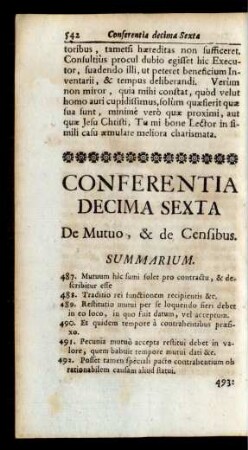 542 Conferentia decima Sexta
toribus, tametsi hæreditas non sufficeret.
Consultiùs procul dubio egisset hic Execu-
tor, suadendo illi, ut peteret beneficium In-
ventarii, & tempus deliberandi. Verùm
non miror, quia mihi constat, quòd velut
homo auri cupidissimus, solùm quæsierit quæ
sua sunt, minimè verò quæ proximi, aut
quæ Jesu Christi, Tu mi bone Lector in si-
mili casu æmulare meliora charismata.
CONFERENTIA
DECIMA SEXTA
De Mutuo, & de Censibus.
SUMMARIUM.
487. Mutuum hic sumi solet pro contractu, & de-
scribitur esse
488. Traditio rei functionem recipientis &c.
489. Restitutio autem per se loquendo fieri debet
in eo loco, in quo fuit datum, vel acceptum.
490. Et quidem tempore à contrahentibus præfi-
xo.
491. Pecunia mutuò accepta restitui debet in va-
lore, quem habuit tempore mutui dati &c.
492. Posset tamen speciali pacto contrahentium ob
rationabilem causam aliud statui.
493: